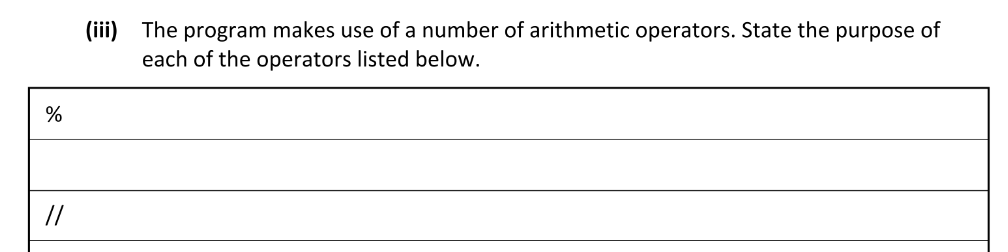 (iii) The program makes use of a number of arithmetic operators. State the purpose of
each of the operators listed below.
%
//